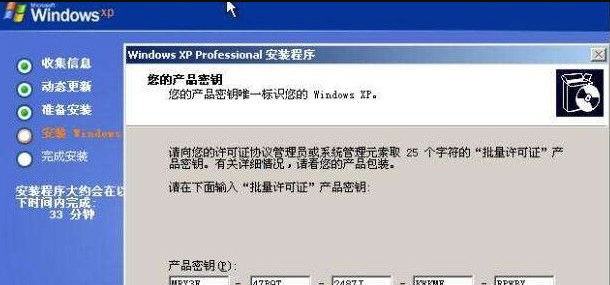 Microsoft
Windows xp
收集信息
动态更新
准备安装
安装 Windows
完成安装
安装程序大约会在以
下时间内完成:
33 分钟
Windows XP Professional 安装程序
您的产品密钥
您的产品密钥唯一标识您的 Windows XP。
请向您的许可证协议管理员或系统管理元索取 25 个字符的“批量许可证”产
品密钥。有关详细情况，请看您的产品包装。
请在下面输入“批量许可证”产品密钥:
产品密钥(P):